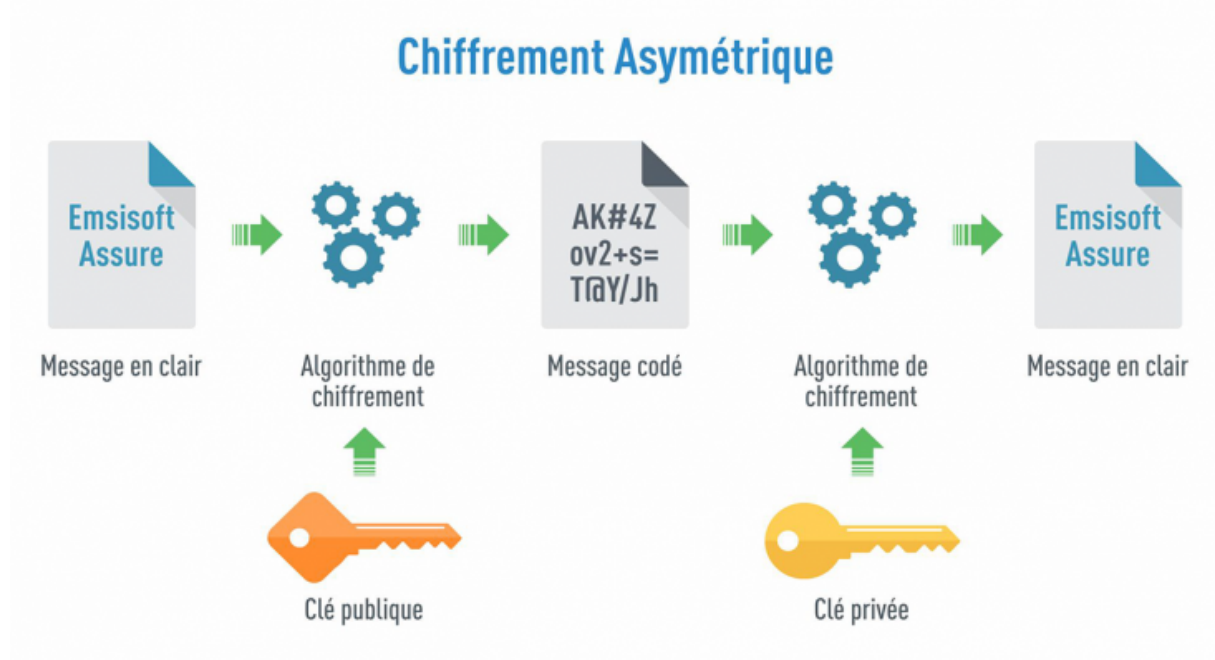 Chiffrement Asymétrique
Emsisoft
Assure
AK#4Z
ov2+s=
T@Y/Jh
Emsisoft
Assure
Message en clair
Algorithme de
chiffrement
Message codé
Algorithme de
chiffrement
Message en clair
Clé publique
Clé privée